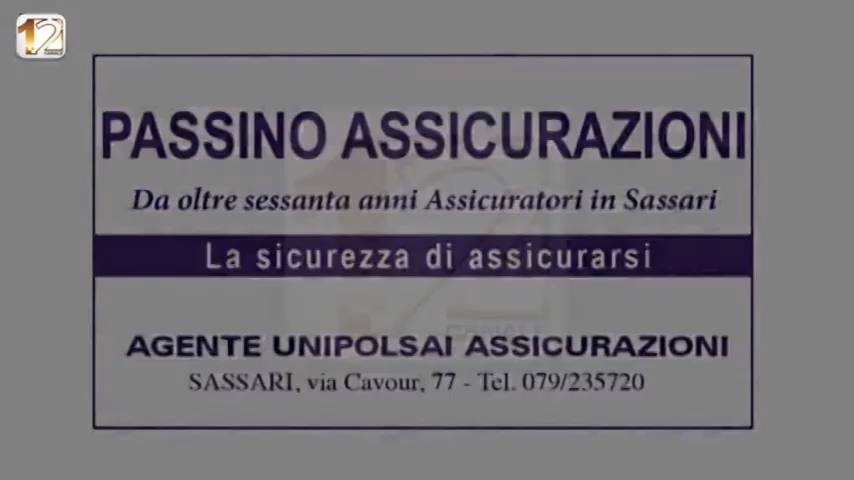 12
PASSINO ASSICURAZIONI
Da oltre sessanta anni Assicuratori in Sassari
La sicurezza di assicurarsi
AGENTE UNIPOLSAI ASSICURAZIONI
SASSARI, via Cavour, 77 - Tel. 079/235720